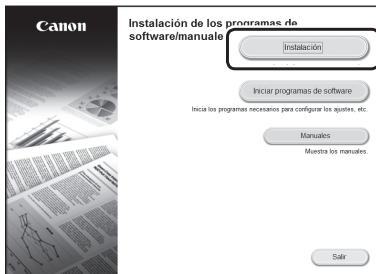 Canon
Instalación de los programas de
software/manuale
Instalación
Iniciar programas de software
Inicia los programas necesarios para configurar los ajustes, etc.
Manuales
Muestra los manuales.
Salir